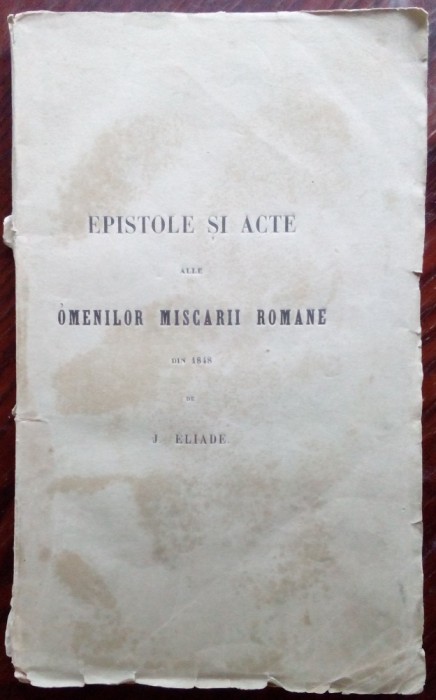 EPISTOLE ȘI ACTE
ALLE
ÒMENILOR MISCARII ROMANE
DIN 1848
DE
J ELIADE